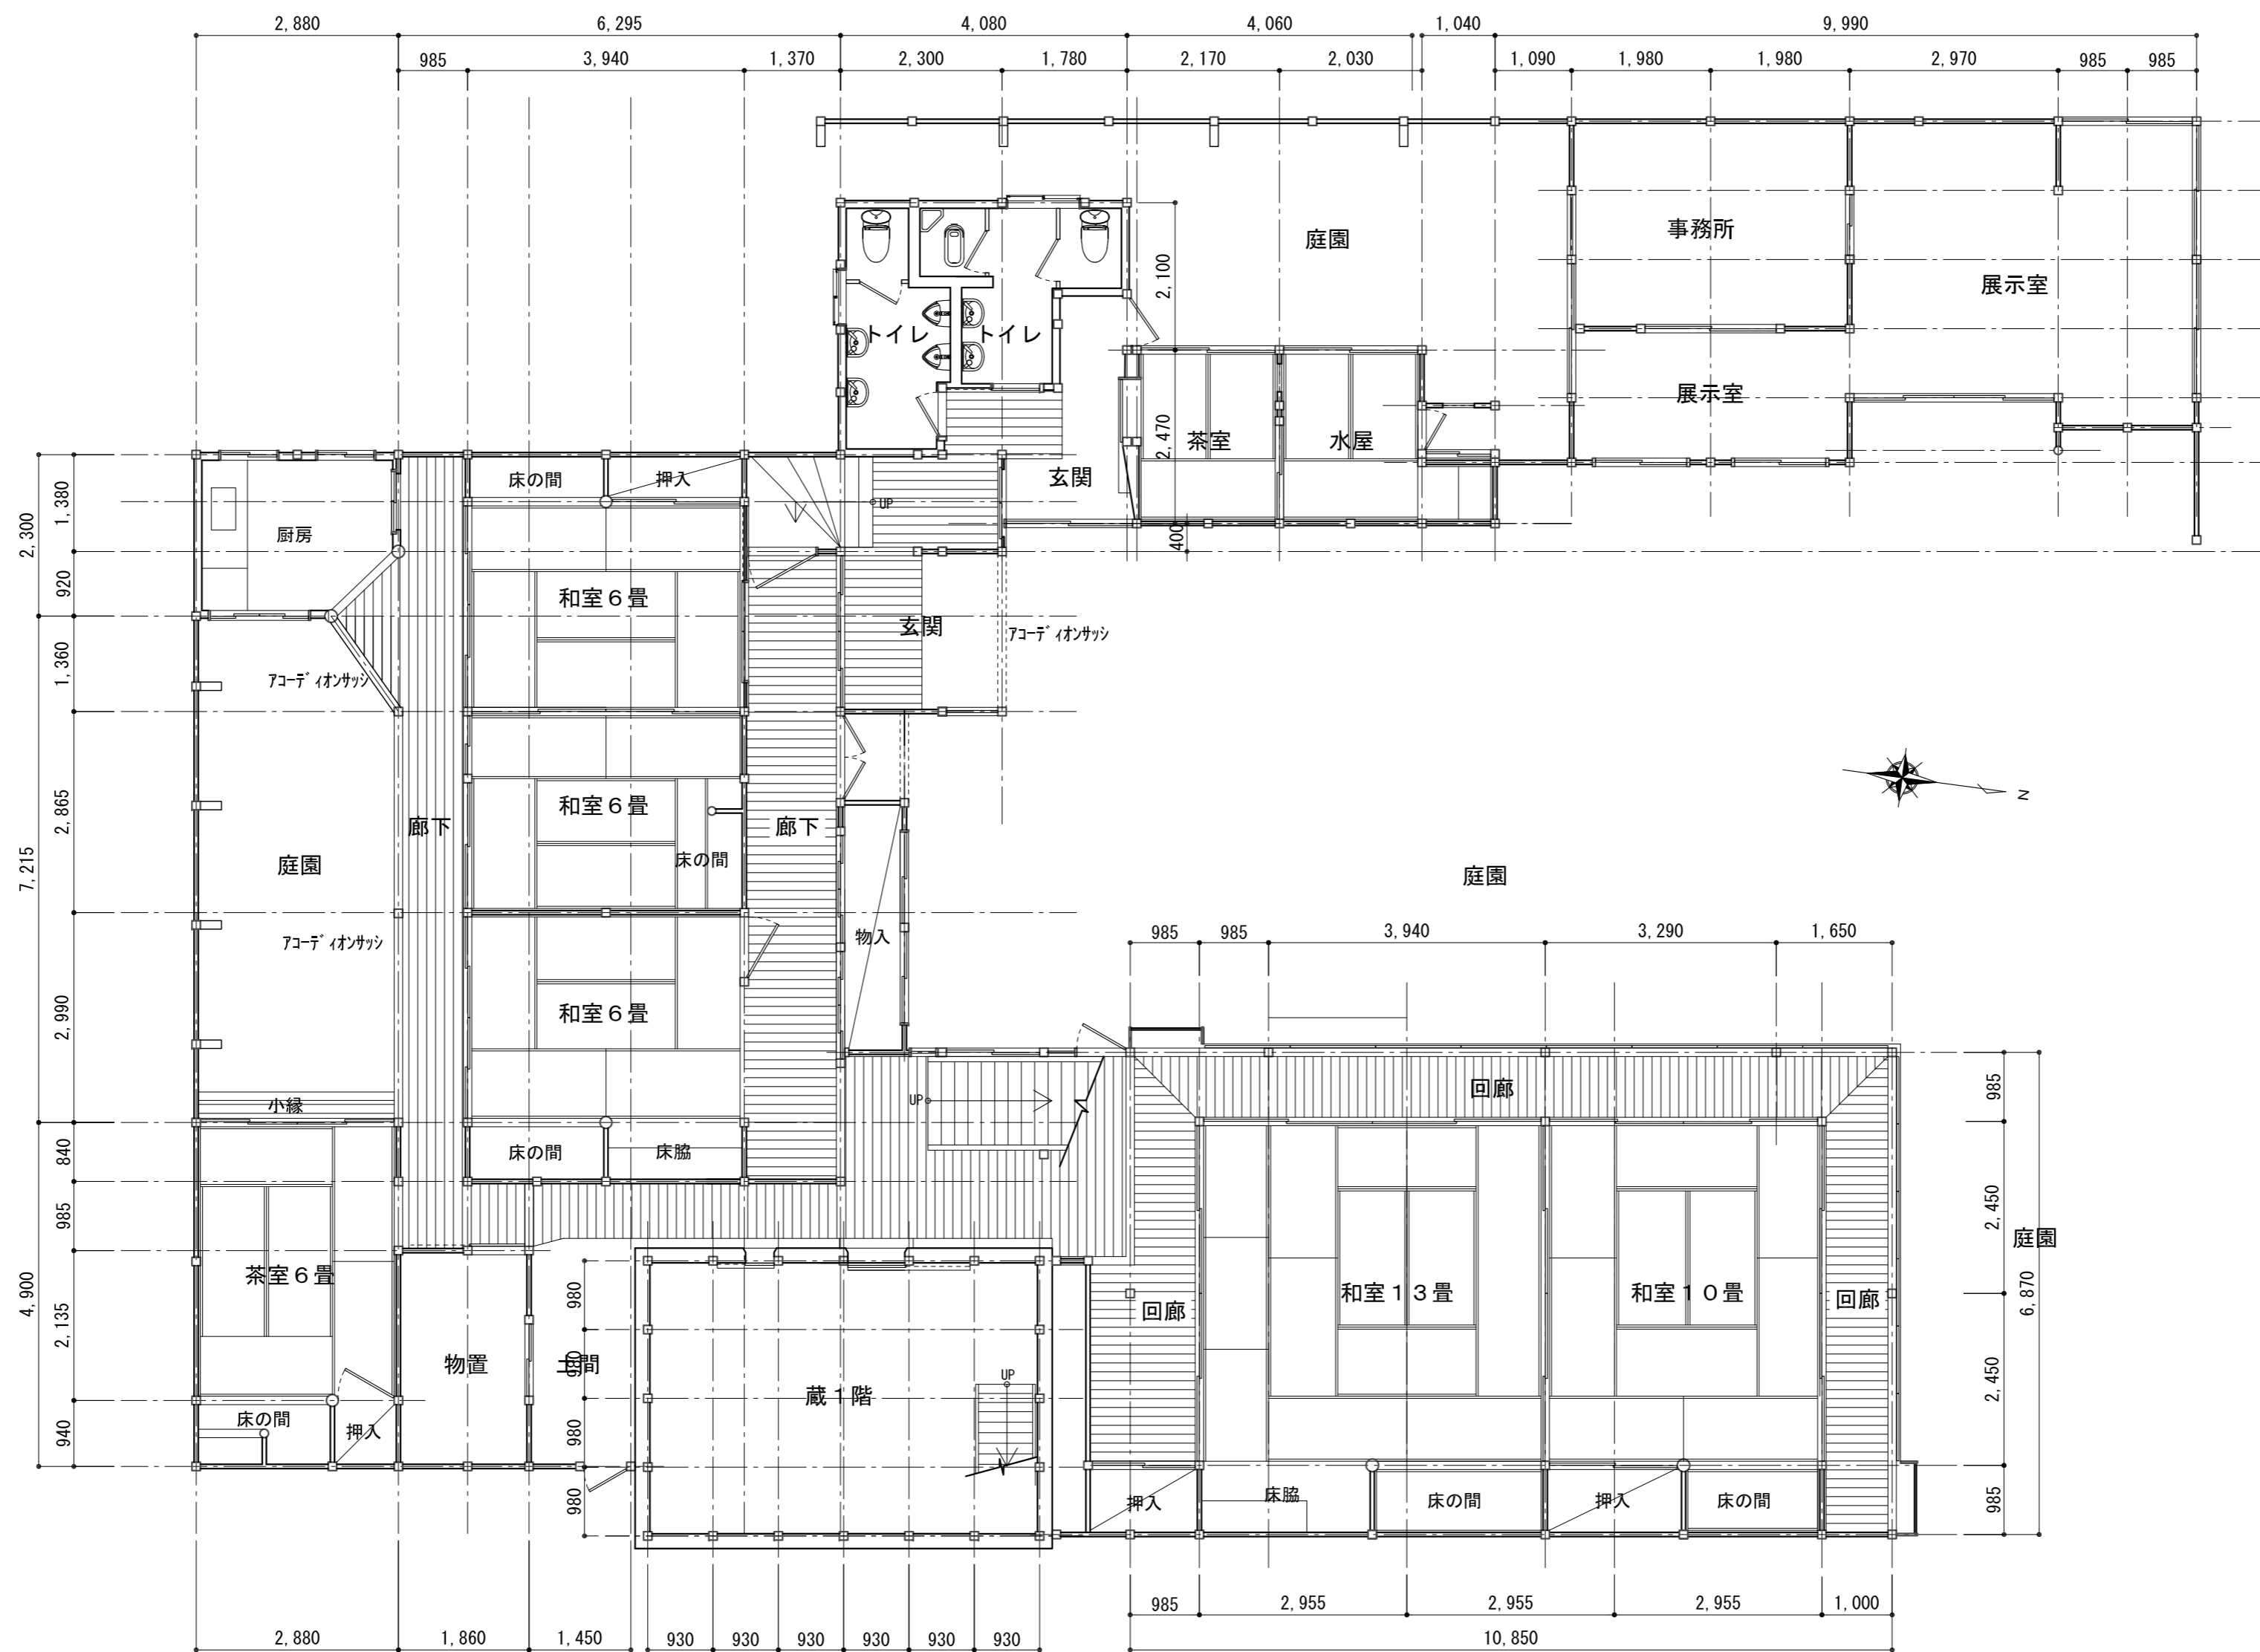 2,880
6,295
4,080
4,060
1,040
9,990
985
3,940
1,370
2,300
1,780
2,170
2,030
1,090
1,980
1,980
2,970
985
985
事務所
庭園
2,100
展示室
トイレ
トイレ
展示室
2,470
茶室
水屋
床の間
押入
玄関
UP
1,380
2,300
厨房
400
920
和室6畳
玄関
アコーディオンサッシ
1,360
アコーディオンサッシ
N
和室6畳
2,865
廊下
廊下
床の間
7,215
庭園
庭園
物入
アコーディオンサッシ
985
985
3,940
3,290
1,650
和室6畳
2,990
回廊
985
UP
小縁
床の間
床脇
840
985
2,450
庭園
茶室6畳
980
和室13畳
和室10畳
回廊
回廊
6,870
4,900
2,135
物置
土間
980
蔵1階
UP
2,450
床の間
押入
940
980
980
押入
床脇
床の間
押入
床の間
985
985
2,955
2,955
2,955
1,000
2,880
1,860
1,450
930
930
930
930
930
930
10,850